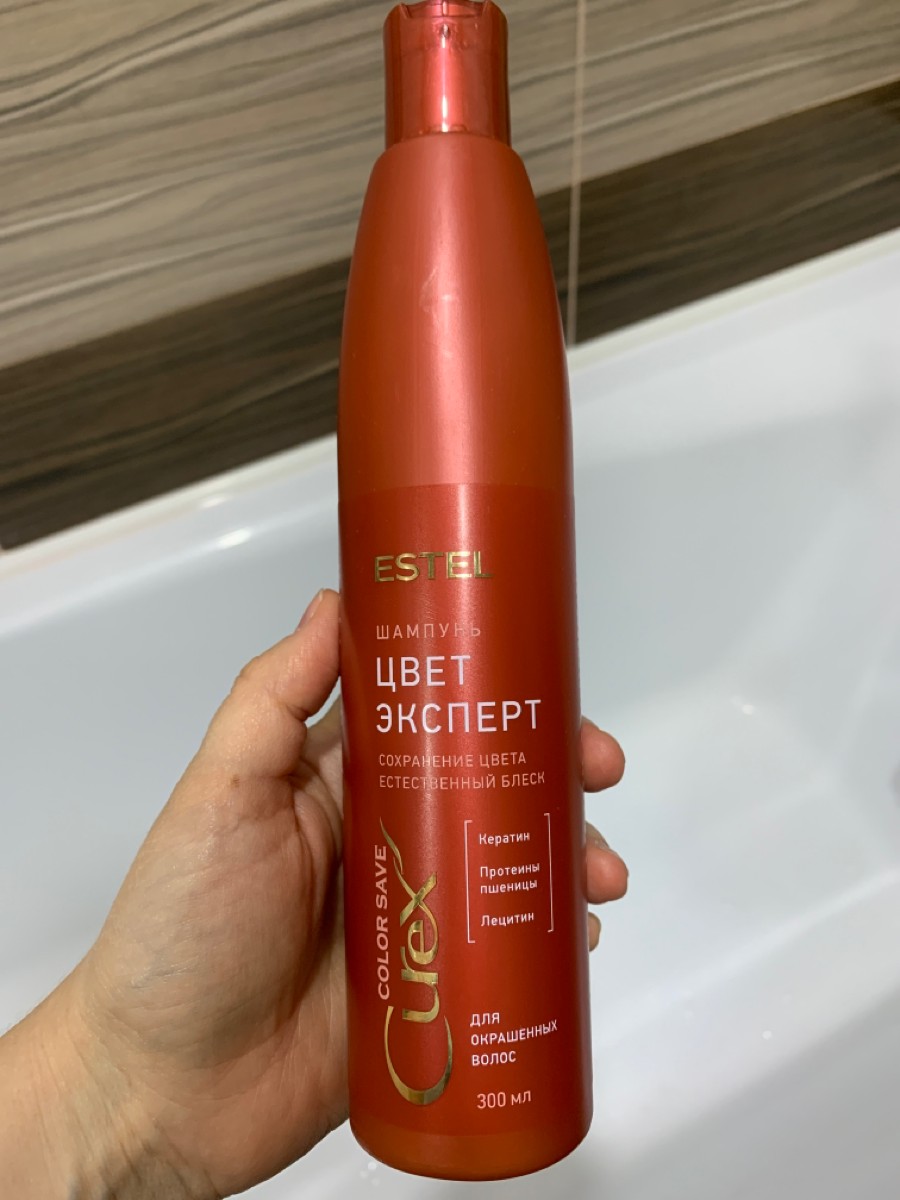 ESTEL
ШАМПУНЬ
ЦВЕТ
ЭКСПЕРТ
СОХРАНЕНИЕ ЦВЕТА
ЕСТЕСТВЕННЫЙ БЛЕСК
Кератин
Протеины
пшеницы
Лецитин
COLOR SAVE
Curex
ДЛЯ
ОКРАШЕННЫХ
ВОЛОС
300 мл